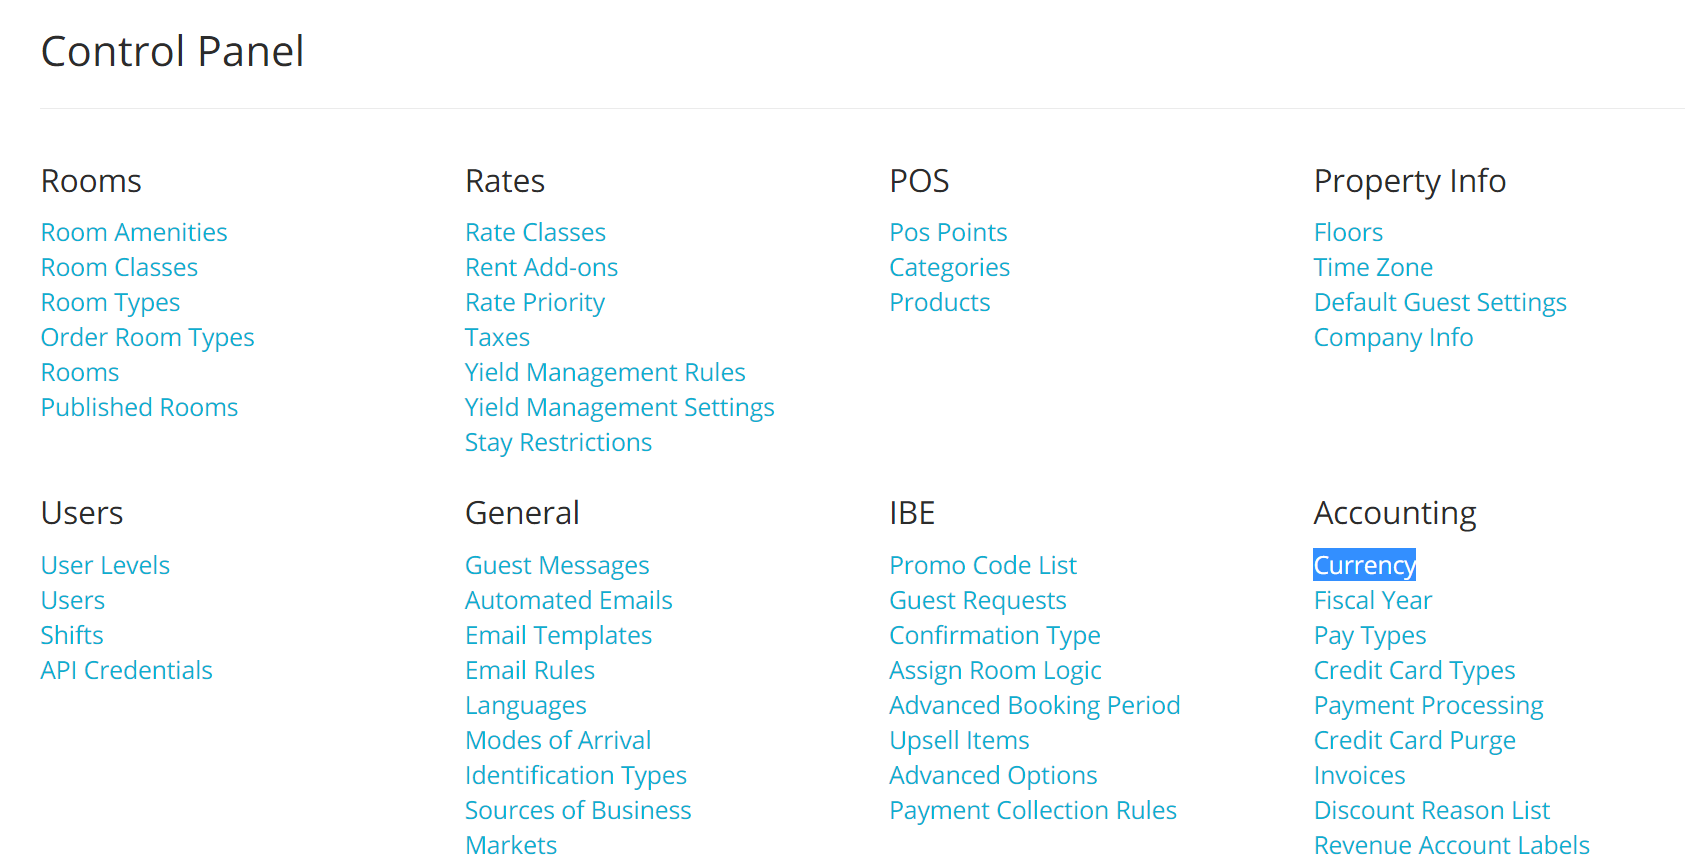 Control Panel
Rooms
Room Amenities
Room Classes
Room Types
Order Room Types
Rooms
Published Rooms
Rates
Rate Classes
Rent Add-ons
Rate Priority
Taxes
Yield Management Rules
Yield Management Settings
Stay Restrictions
POS
Pos Points
Categories
Products
Property Info
Floors
Time Zone
Default Guest Settings
Company Info
Users
User Levels
Users
Shifts
API Credentials
General
Guest Messages
Automated Emails
Email Templates
Email Rules
Languages
Modes of Arrival
Identification Types
Sources of Business
Markets
IBE
Promo Code List
Guest Requests
Confirmation Type
Assign Room Logic
Advanced Booking Period
Upsell Items
Advanced Options
Payment Collection Rules
Accounting
Currency
Fiscal Year
Pay Types
Credit Card Types
Payment Processing
Credit Card Purge
Invoices
Discount Reason List
Revenue Account Labels